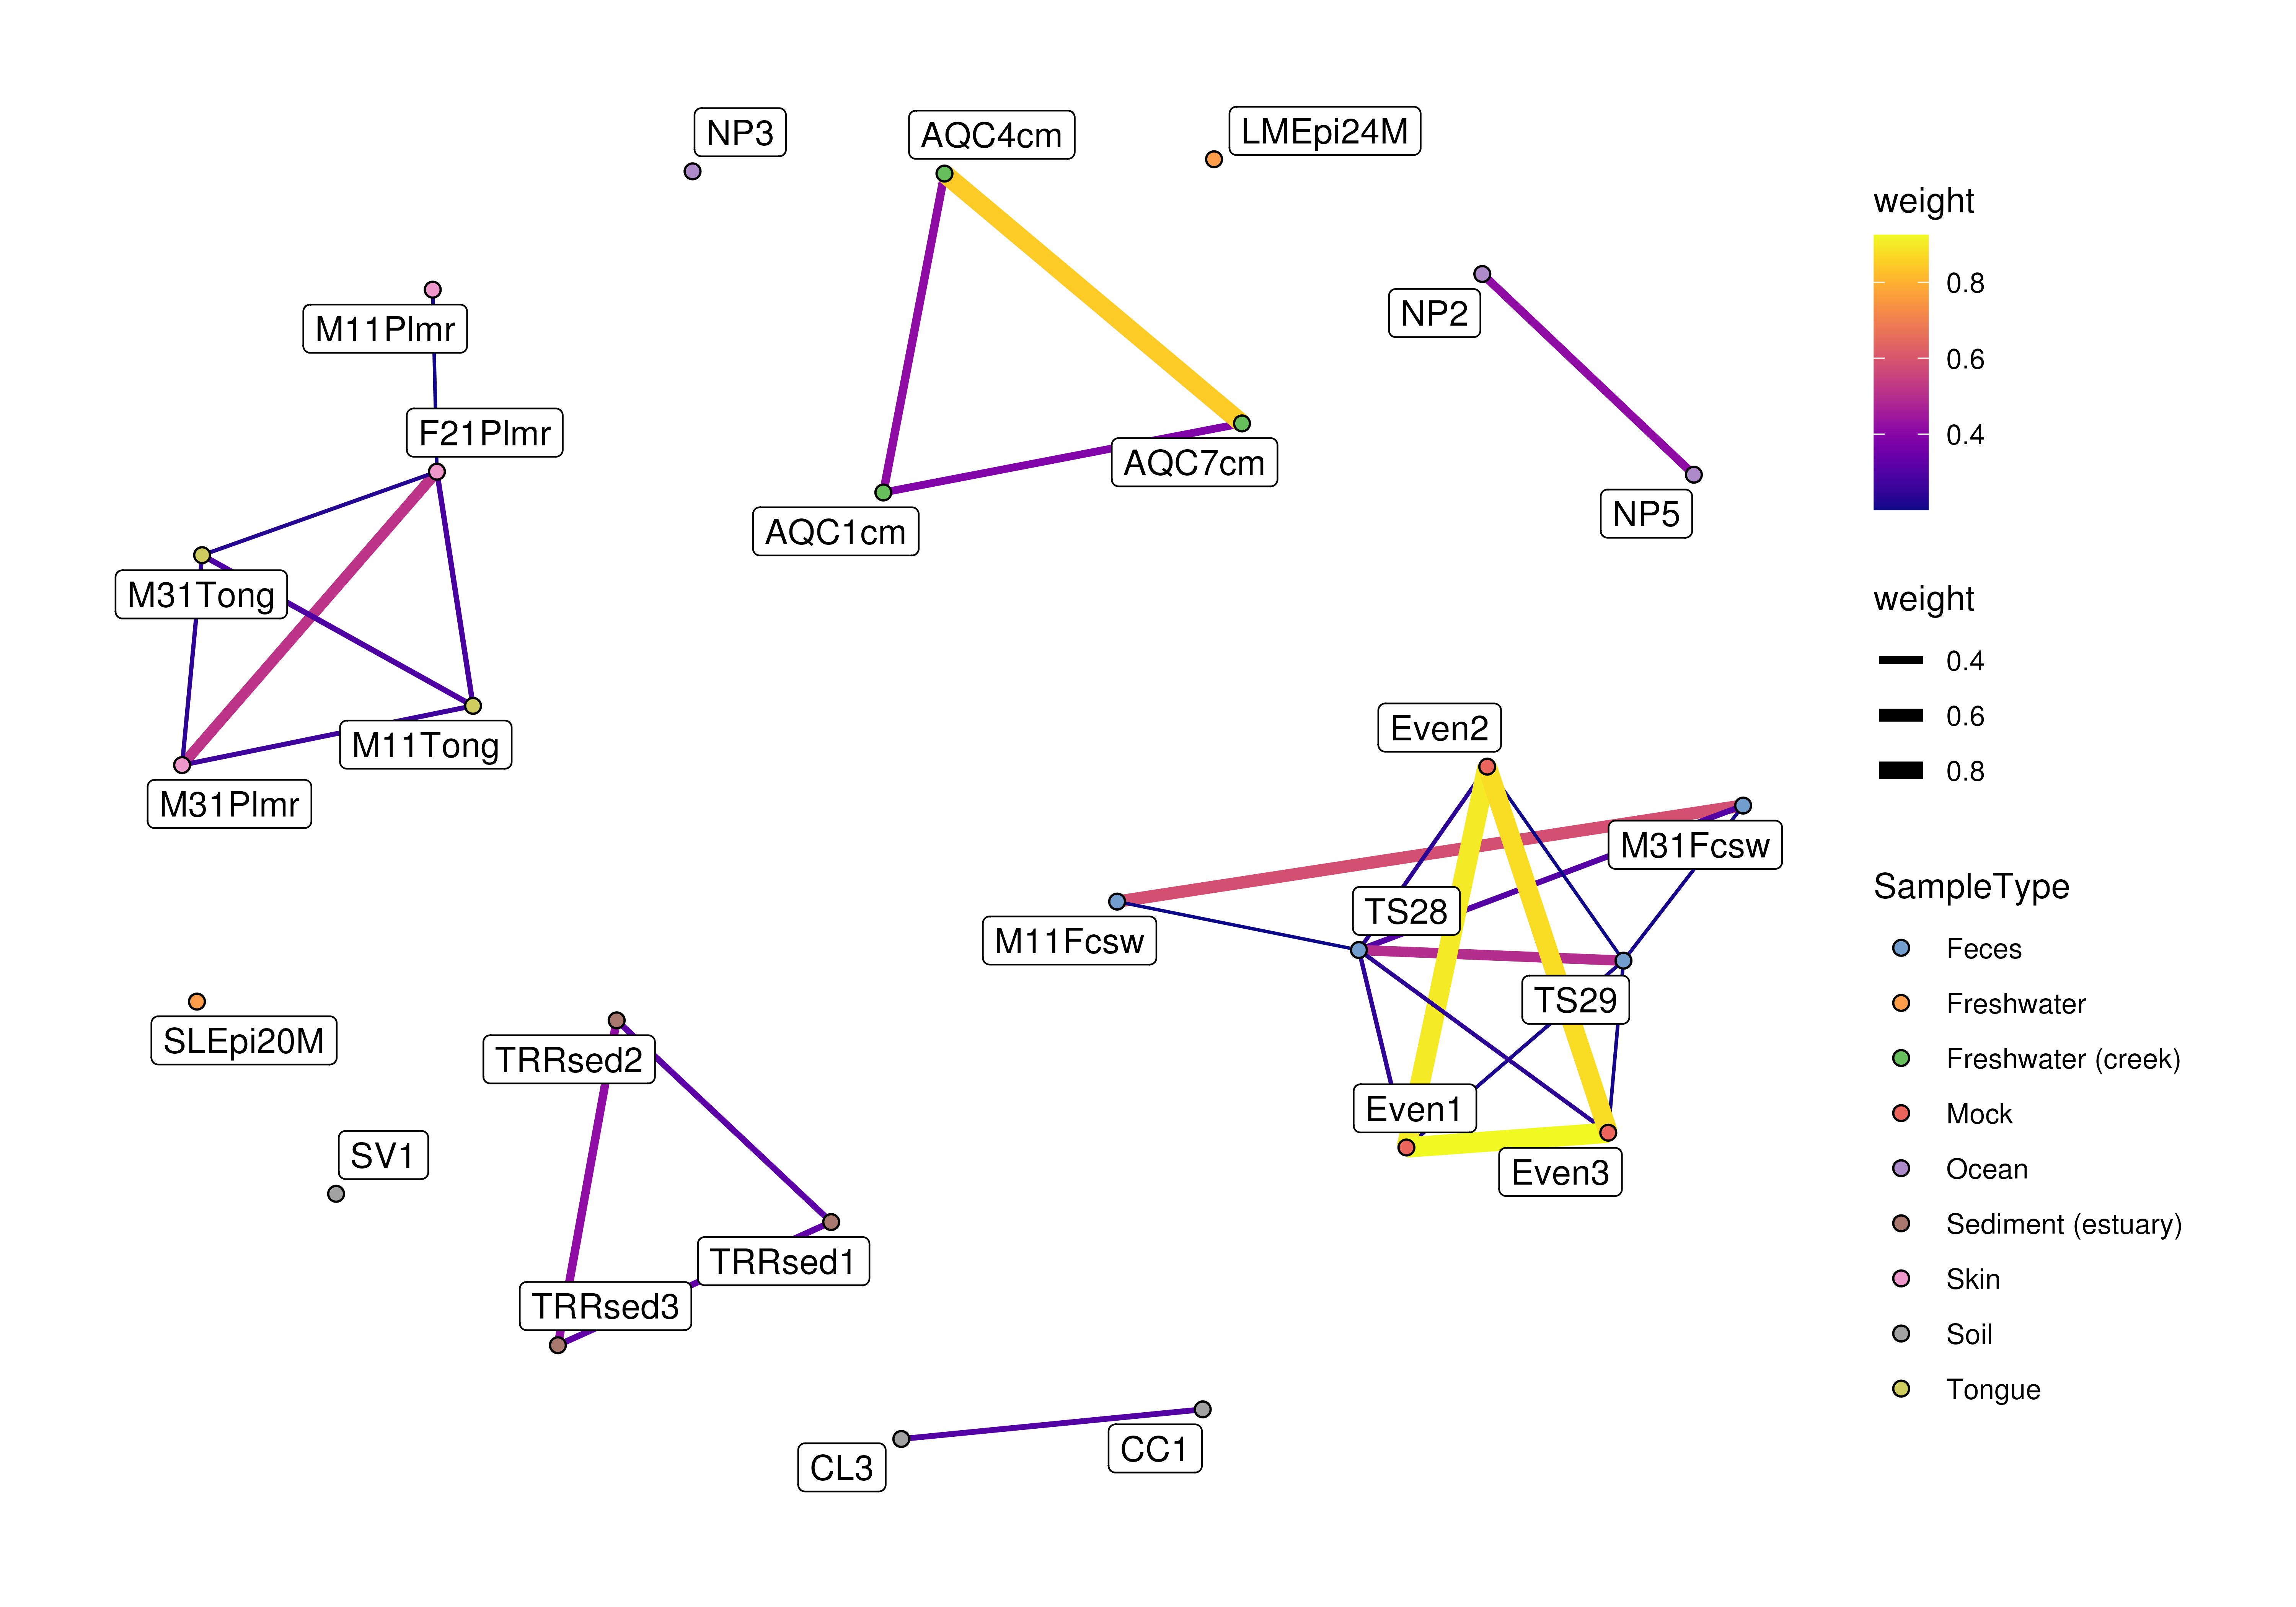 NP3
AQC4cm
LMEpi24M
M11Plmr
NP2
F21Plmr
AQC7cm
AQC1cm
NP5
M31Tong
M11Tong
M31Plmr
Even2
M31Fcsw
TS28
M11Fcsw
TS29
SLEpi20M
TRRsed2
Even1
SV1
Even3
TRRsed1
TRRsed3
CL3
CC1
weight
0.8
0.6
0.4
weight
0.4
0.6
0.8
SampleType
Feces
Freshwater
Freshwater (creek)
Mock
Ocean
Sediment (estuary)
Skin
Soil
Tongue